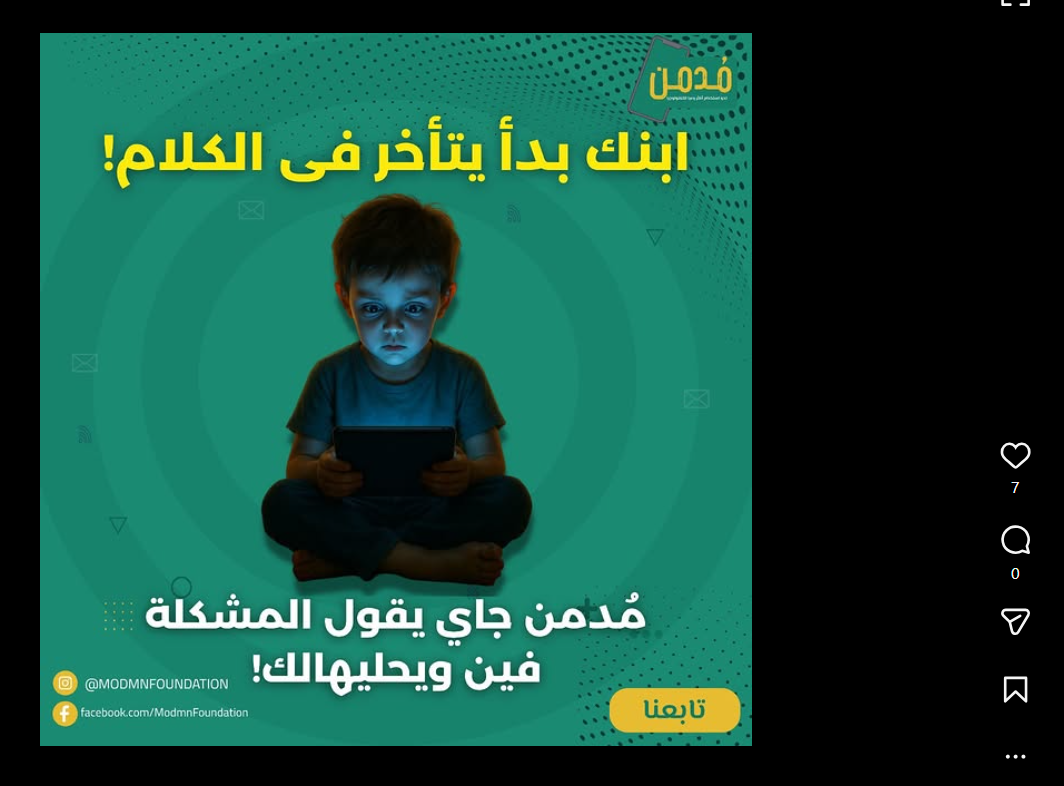 مُدمن
ابنك بدأ يتأخر فى الكلام!
مُدمن جاي يقول المشكلة
فين ويحليهالك!
@MODMNFOUNDATION
facebook.com/ModmnFoundation
تابعنا
7
0